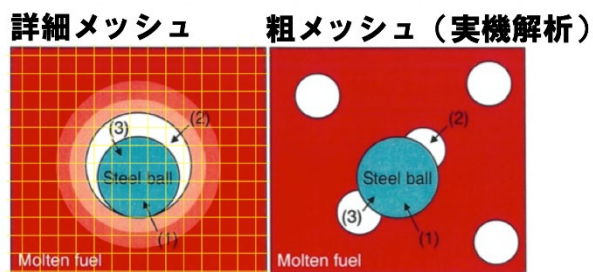 詳細メッシュ
粗メッシュ（実機解析）
(3)
(2)
Steel ball
(1)
Molten fuel
(2)
Steel ball
(3)
(1)
Molten fuel